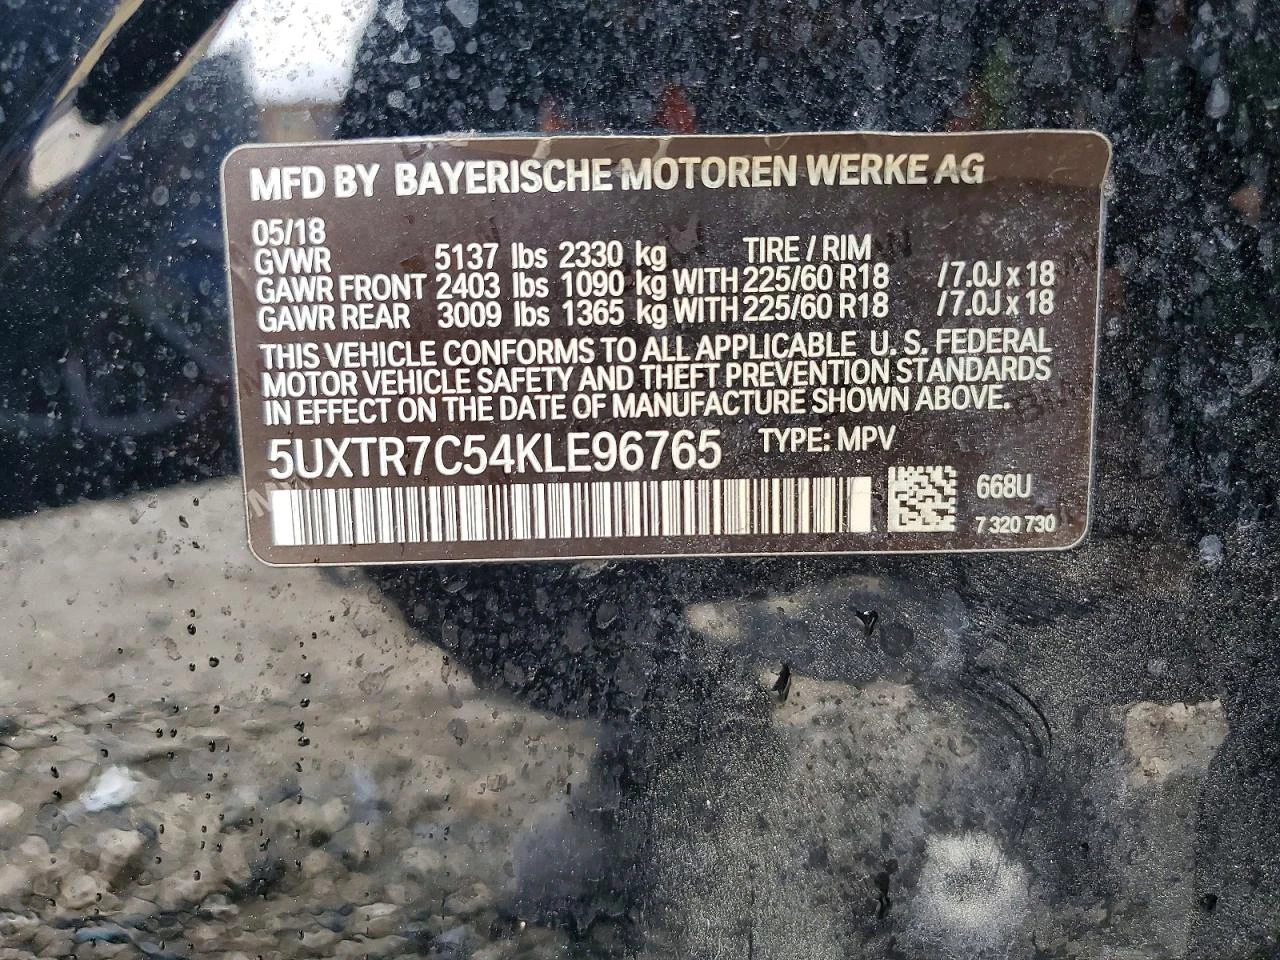 MFD BY BAYERISCHE MOTOREN WERKE AG
05/18
GVWR 5137 lbs 2330 kg TIRE / RIM
GAWR FRONT 2403 lbs 1090 kg WITH 225/60 R18 /7.0J x 18
GAWR REAR 3009 lbs 1365 kg WITH 225/60 R18 /7.0J x 18
THIS VEHICLE CONFORMS TO ALL APPLICABLE U. S. FEDERAL
MOTOR VEHICLE SAFETY AND THEFT PREVENTION STANDARDS
IN EFFECT ON THE DATE OF MANUFACTURE SHOWN ABOVE.
5UXTR7C54KLE96765 TYPE: MPV
668U
7 320 730